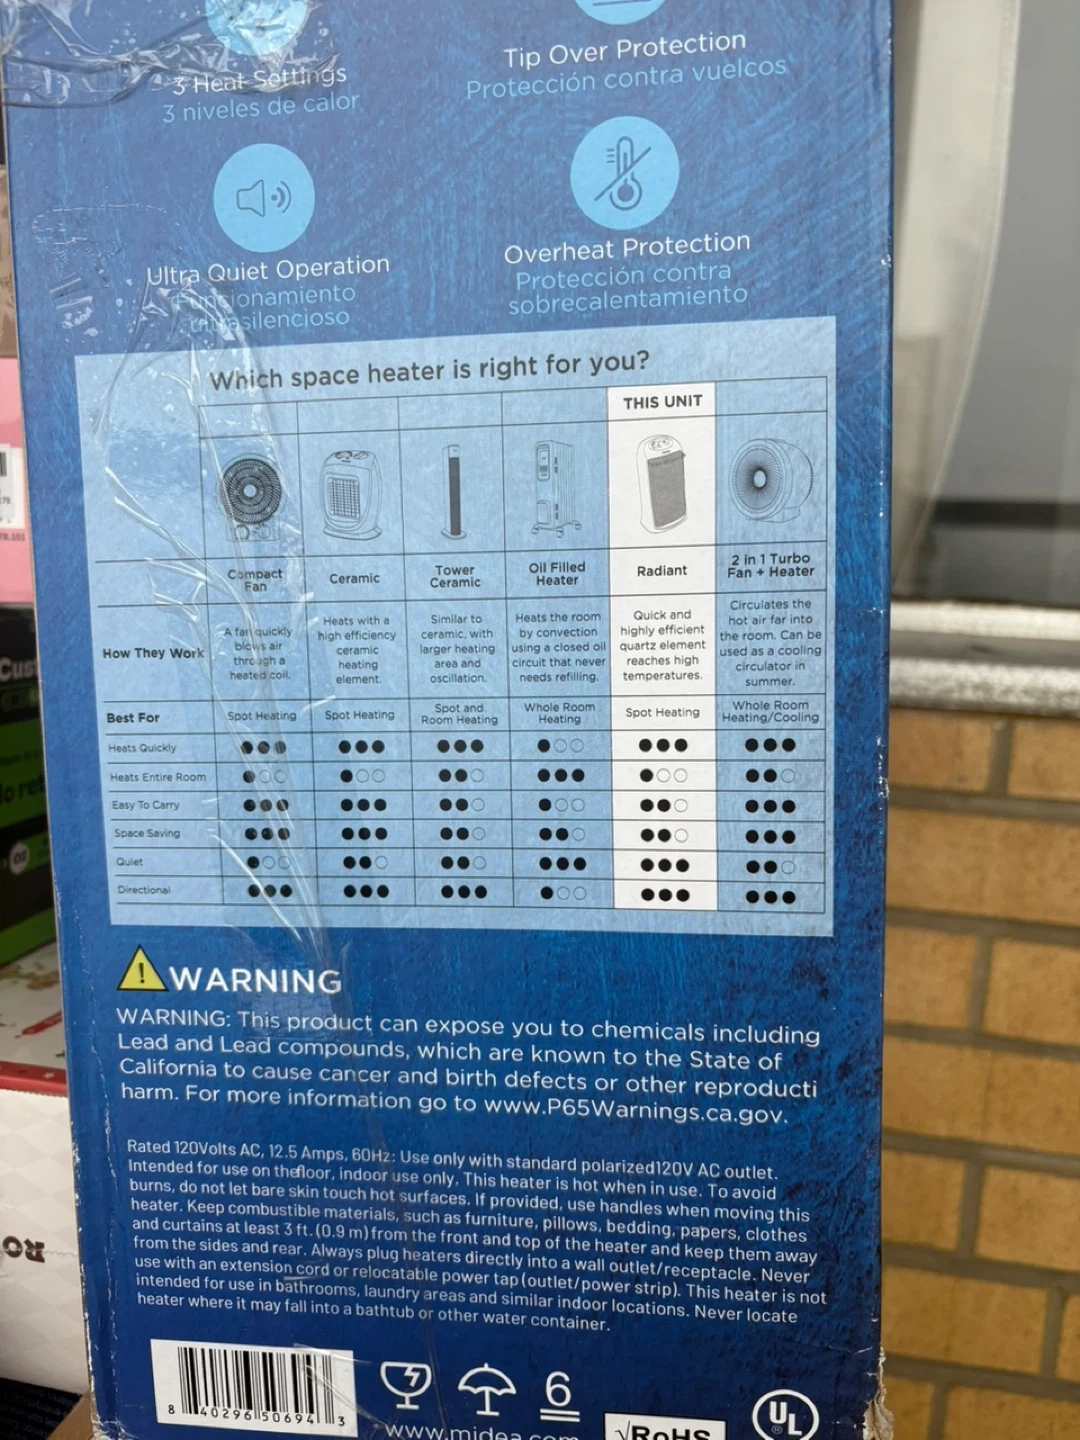 3 Heat Settings
3 niveles de calor
Tip Over Protection
Protección contra vuelcos
Ultra Quiet Operation
Funcionamiento
ultrasilencioso
Overheat Protection
Protección contra
sobrecalentamiento
Which space heater is right for you?
THIS UNIT
Compact
Fan
Ceramic
Tower
Ceramic
Oil Filled
Heater
Radiant
2 in 1 Turbo
Fan + Heater
How They Work
A fan quickly
blows air
through a
heated coil.
Heats with a
high efficiency
ceramic
heating
element.
Similar to
ceramic, with
larger heating
area and
oscillation.
Heats the room
by convection
using a closed oil
circuit that never
needs refilling.
Quick and
highly efficient
quartz element
reaches high
temperatures.
Circulates the
hot air far into
the room. Can be
used as a cooling
circulator in
summer.
Best For
Spot Heating
Spot Heating
Spot and
Room Heating
Whole Room
Heating
Spot Heating
Whole Room
Heating/Cooling
Heats Quickly
Heats Entire Room
Easy To Carry
Space Saving
Quiet
Directional
WARNING
WARNING: This product can expose you to chemicals including
Lead and Lead compounds, which are known to the State of
California to cause cancer and birth defects or other reproducti
harm. For more information go to www.P65Warnings.ca.gov.
Rated 120Volts AC, 12.5 Amps, 60Hz: Use only with standard polarized120V AC outlet.
Intended for use on thefloor, indoor use only. This heater is hot when in use. To avoid
burns, do not let bare skin touch hot surfaces. If provided, use handles when moving this
heater. Keep combustible materials, such as furniture, pillows, bedding, papers, clothes
and curtains at least 3 ft. (0.9 m) from the front and top of the heater and keep them away
from the sides and rear. Always plug heaters directly into a wall outlet/receptacle. Never
use with an extension cord or relocatable power tap (outlet/power strip). This heater is not
intended for use in bathrooms, laundry areas and similar indoor locations. Never locate
heater where it may fall into a bathtub or other water container.
8 40296 50694 3
6
www.midea.com
√RoHS
UL
®
Cust
RO